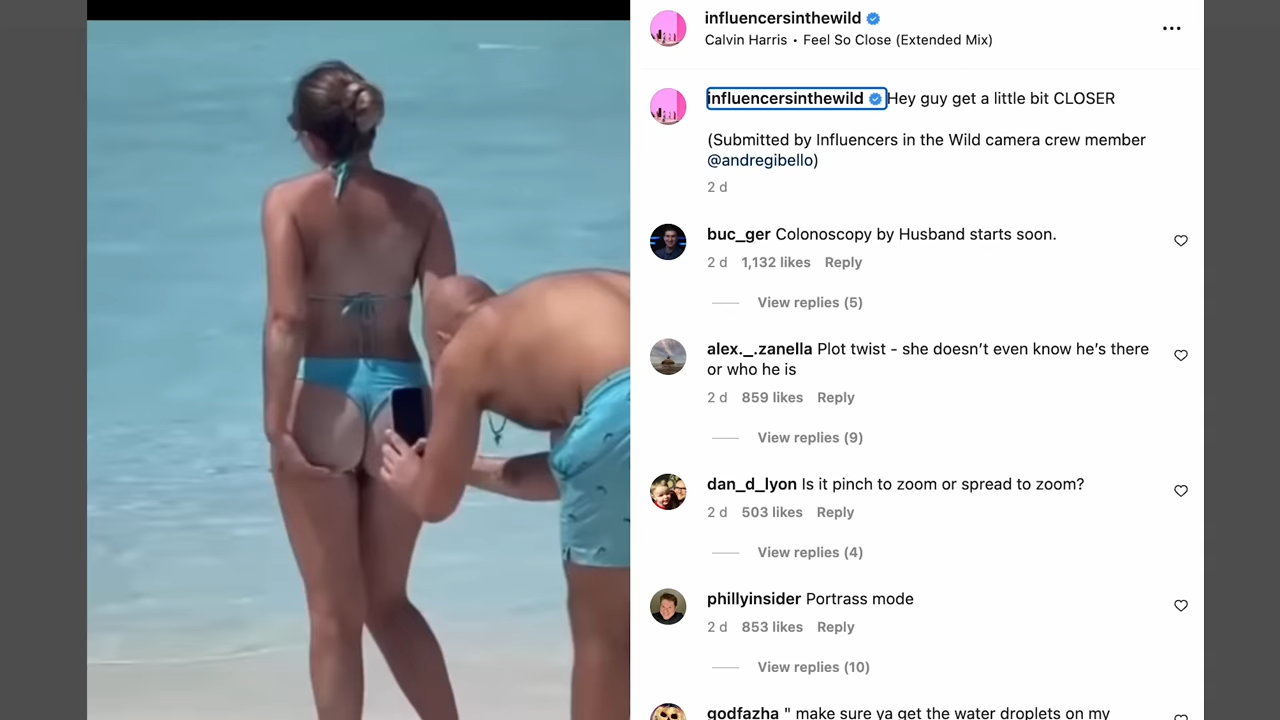 influencersinthewild
Calvin Harris • Feel So Close (Extended Mix)
influencersinthewild Hey guy get a little bit CLOSER
(Submitted by Influencers in the Wild camera crew member
@andregibello)
2 d
buc_ger Colonoscopy by Husband starts soon.
2 d 1,132 likes Reply
View replies (5)
alex._.zanella Plot twist - she doesn’t even know he’s there
or who he is
2 d 859 likes Reply
View replies (9)
dan_d_lyon Is it pinch to zoom or spread to zoom?
2 d 503 likes Reply
View replies (4)
phillyinsider Portrass mode
2 d 853 likes Reply
View replies (10)
godfazha " make sure ya get the water droplets on my